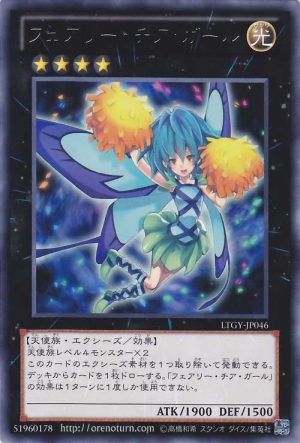 フェアリー・チア・ガール
光
LTGY-JP046
【天使族・エクシーズ/効果】
天使族レベル4モンスター×2
このカードのエクシーズ素材を1つ取り除いて発動できる。
デッキからカードを1枚ドローする。「フェアリー・チア・ガール」
の効果は1ターンに1度しか使用できない。
ATK/1900 DEF/1500
51960178 http://orenoturn.com ©高橋和希 スタジオ・ダイス/集英社